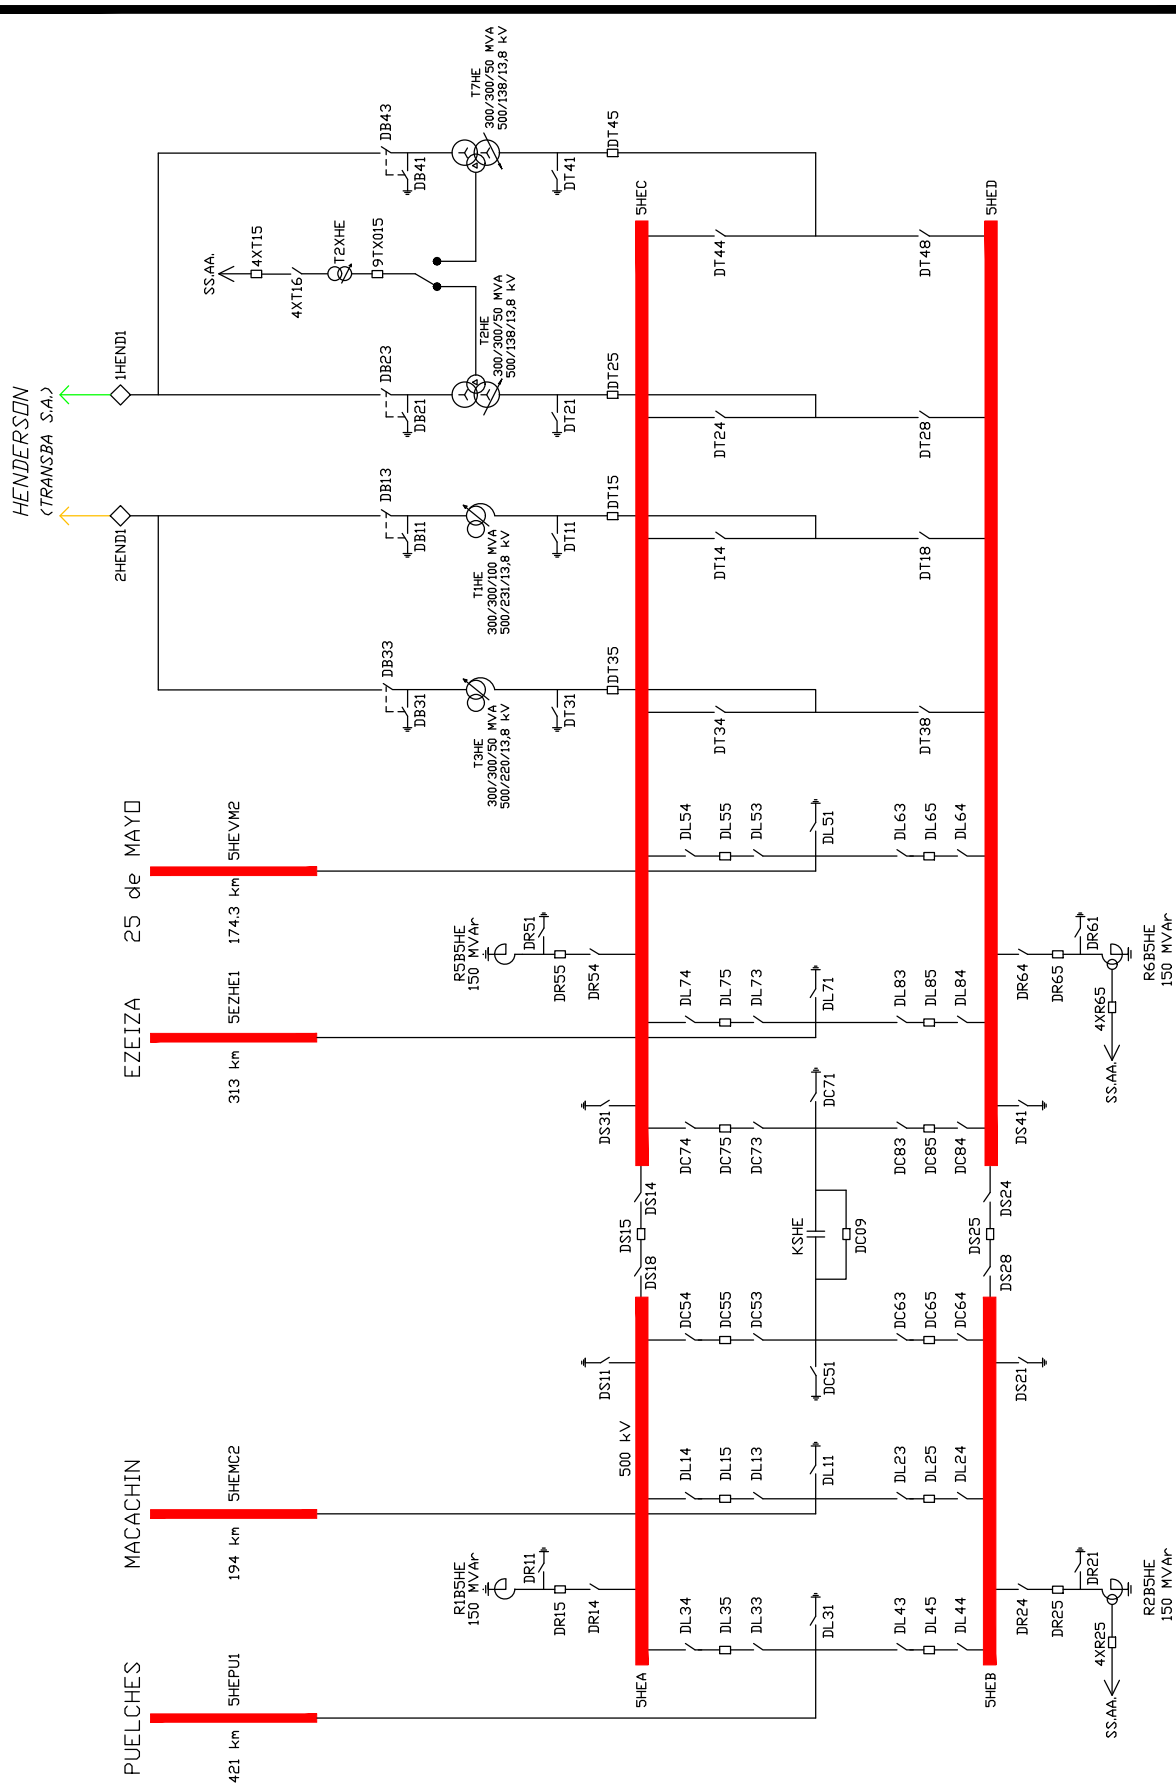 PUELCHES
421 km
5HEPU1
MACACHIN
194 km
5HEMC2
EZEIZA
313 km
5EZHE1
25 de MAYO
174.3 km
5HEVM2
HENDERSON
(TRANSBA S.A.)
2HEND1
1HEND1
SS.AA.
4XT15
4XT16
T2XHE
9TX015
DB33
DB31
DB13
DB11
DB23
DB21
DB43
DB41
T3HE
300/300/50 MVA
500/220/13,8 kV
T1HE
300/300/100 MVA
500/231/13,8 kV
T2HE
300/300/50 MVA
500/138/13,8 kV
T7HE
300/300/50 MVA
500/138/13,8 kV
DT31
DT35
DT11
DT15
DT21
DT25
DT41
DT45
R1B5HE
150 MVAr
DR11
DR15
DR14
R5B5HE
150 MVAr
DR51
DR55
DR54
DS11
DS31
500 kV
5HEA
DS18
DS15
DS14
5HEC
DL34
DL35
DL33
DL31
DL14
DL15
DL13
DL11
DC54
DC55
DC53
DC51
KSHE
DC09
DC74
DC75
DC73
DC71
DL74
DL75
DL73
DL71
DL54
DL55
DL53
DL51
DT34
DT14
DT24
DT44
DL43
DL45
DL44
DL23
DL25
DL24
DC63
DC65
DC64
DC83
DC85
DC84
DL83
DL85
DL84
DL63
DL65
DL64
DT38
DT18
DT28
DT48
5HEB
DS28
DS25
DS24
5HED
DS21
DS41
DR24
DR25
DR21
4XR25
SS.AA.
R2B5HE
150 MVAr
DR64
DR65
DR61
4XR65
SS.AA.
R6B5HE
150 MVAr